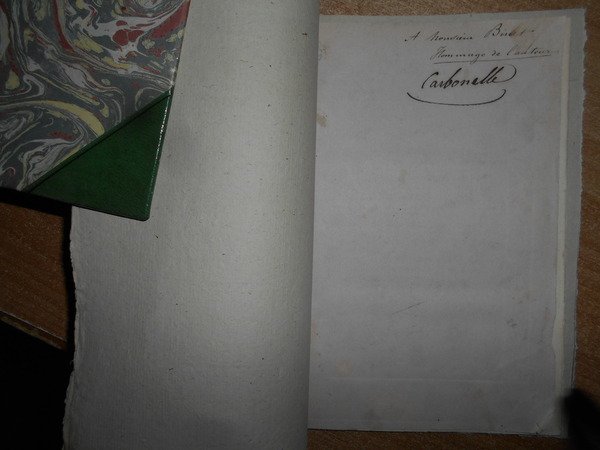 A Monsieur
Hommage de l'auteur
Carbonelle